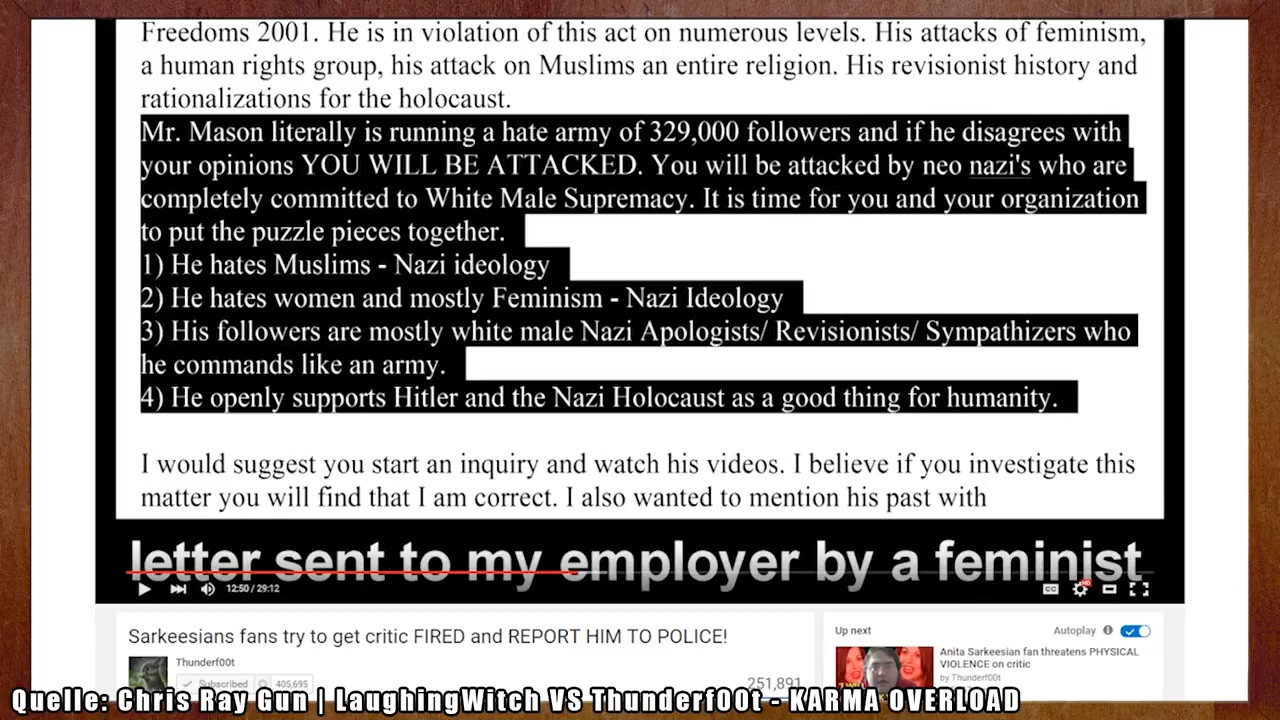 Freedoms 2001. He is in violation of this act on numerous levels. His attacks of feminism,
a human rights group, his attack on Muslims an entire religion. His revisionist history and
rationalizations for the holocaust.
Mr. Mason literally is running a hate army of 329,000 followers and if he disagrees with
your opinions YOU WILL BE ATTACKED. You will be attacked by neo nazi's who are
completely committed to White Male Supremacy. It is time for you and your organization
to put the puzzle pieces together.
1) He hates Muslims - Nazi ideology
2) He hates women and mostly Feminism - Nazi Ideology
3) His followers are mostly white male Nazi Apologists/ Revisionists/ Sympathizers who
he commands like an army.
4) He openly supports Hitler and the Nazi Holocaust as a good thing for humanity.
I would suggest you start an inquiry and watch his videos. I believe if you investigate this
matter you will find that I am correct. I also wanted to mention his past with
letter sent to my employer by a feminist
12:50 / 29:12
CC
HD
Sarkeesians fans try to get critic FIRED and REPORT HIM TO POLICE!
Thunderf00t
Subscribed
405,695
251,891
Up next
Autoplay
Anita Sarkeesian fan threatens PHYSICAL
VIOLENCE on critic
by Thunderf00t
Quelle: Chris Ray Gun | LaughingWitch VS Thunderf00t - KARMA OVERLOAD